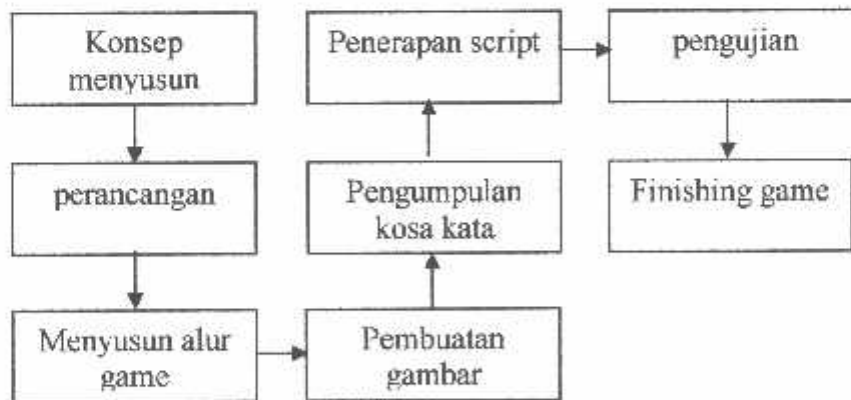 Konsep
menyusun
perancangan
Menyusun alur
game
Pembuatan
gambar
Pengumpulan
kosa kata
Penerapan script
pengujian
Finishing game